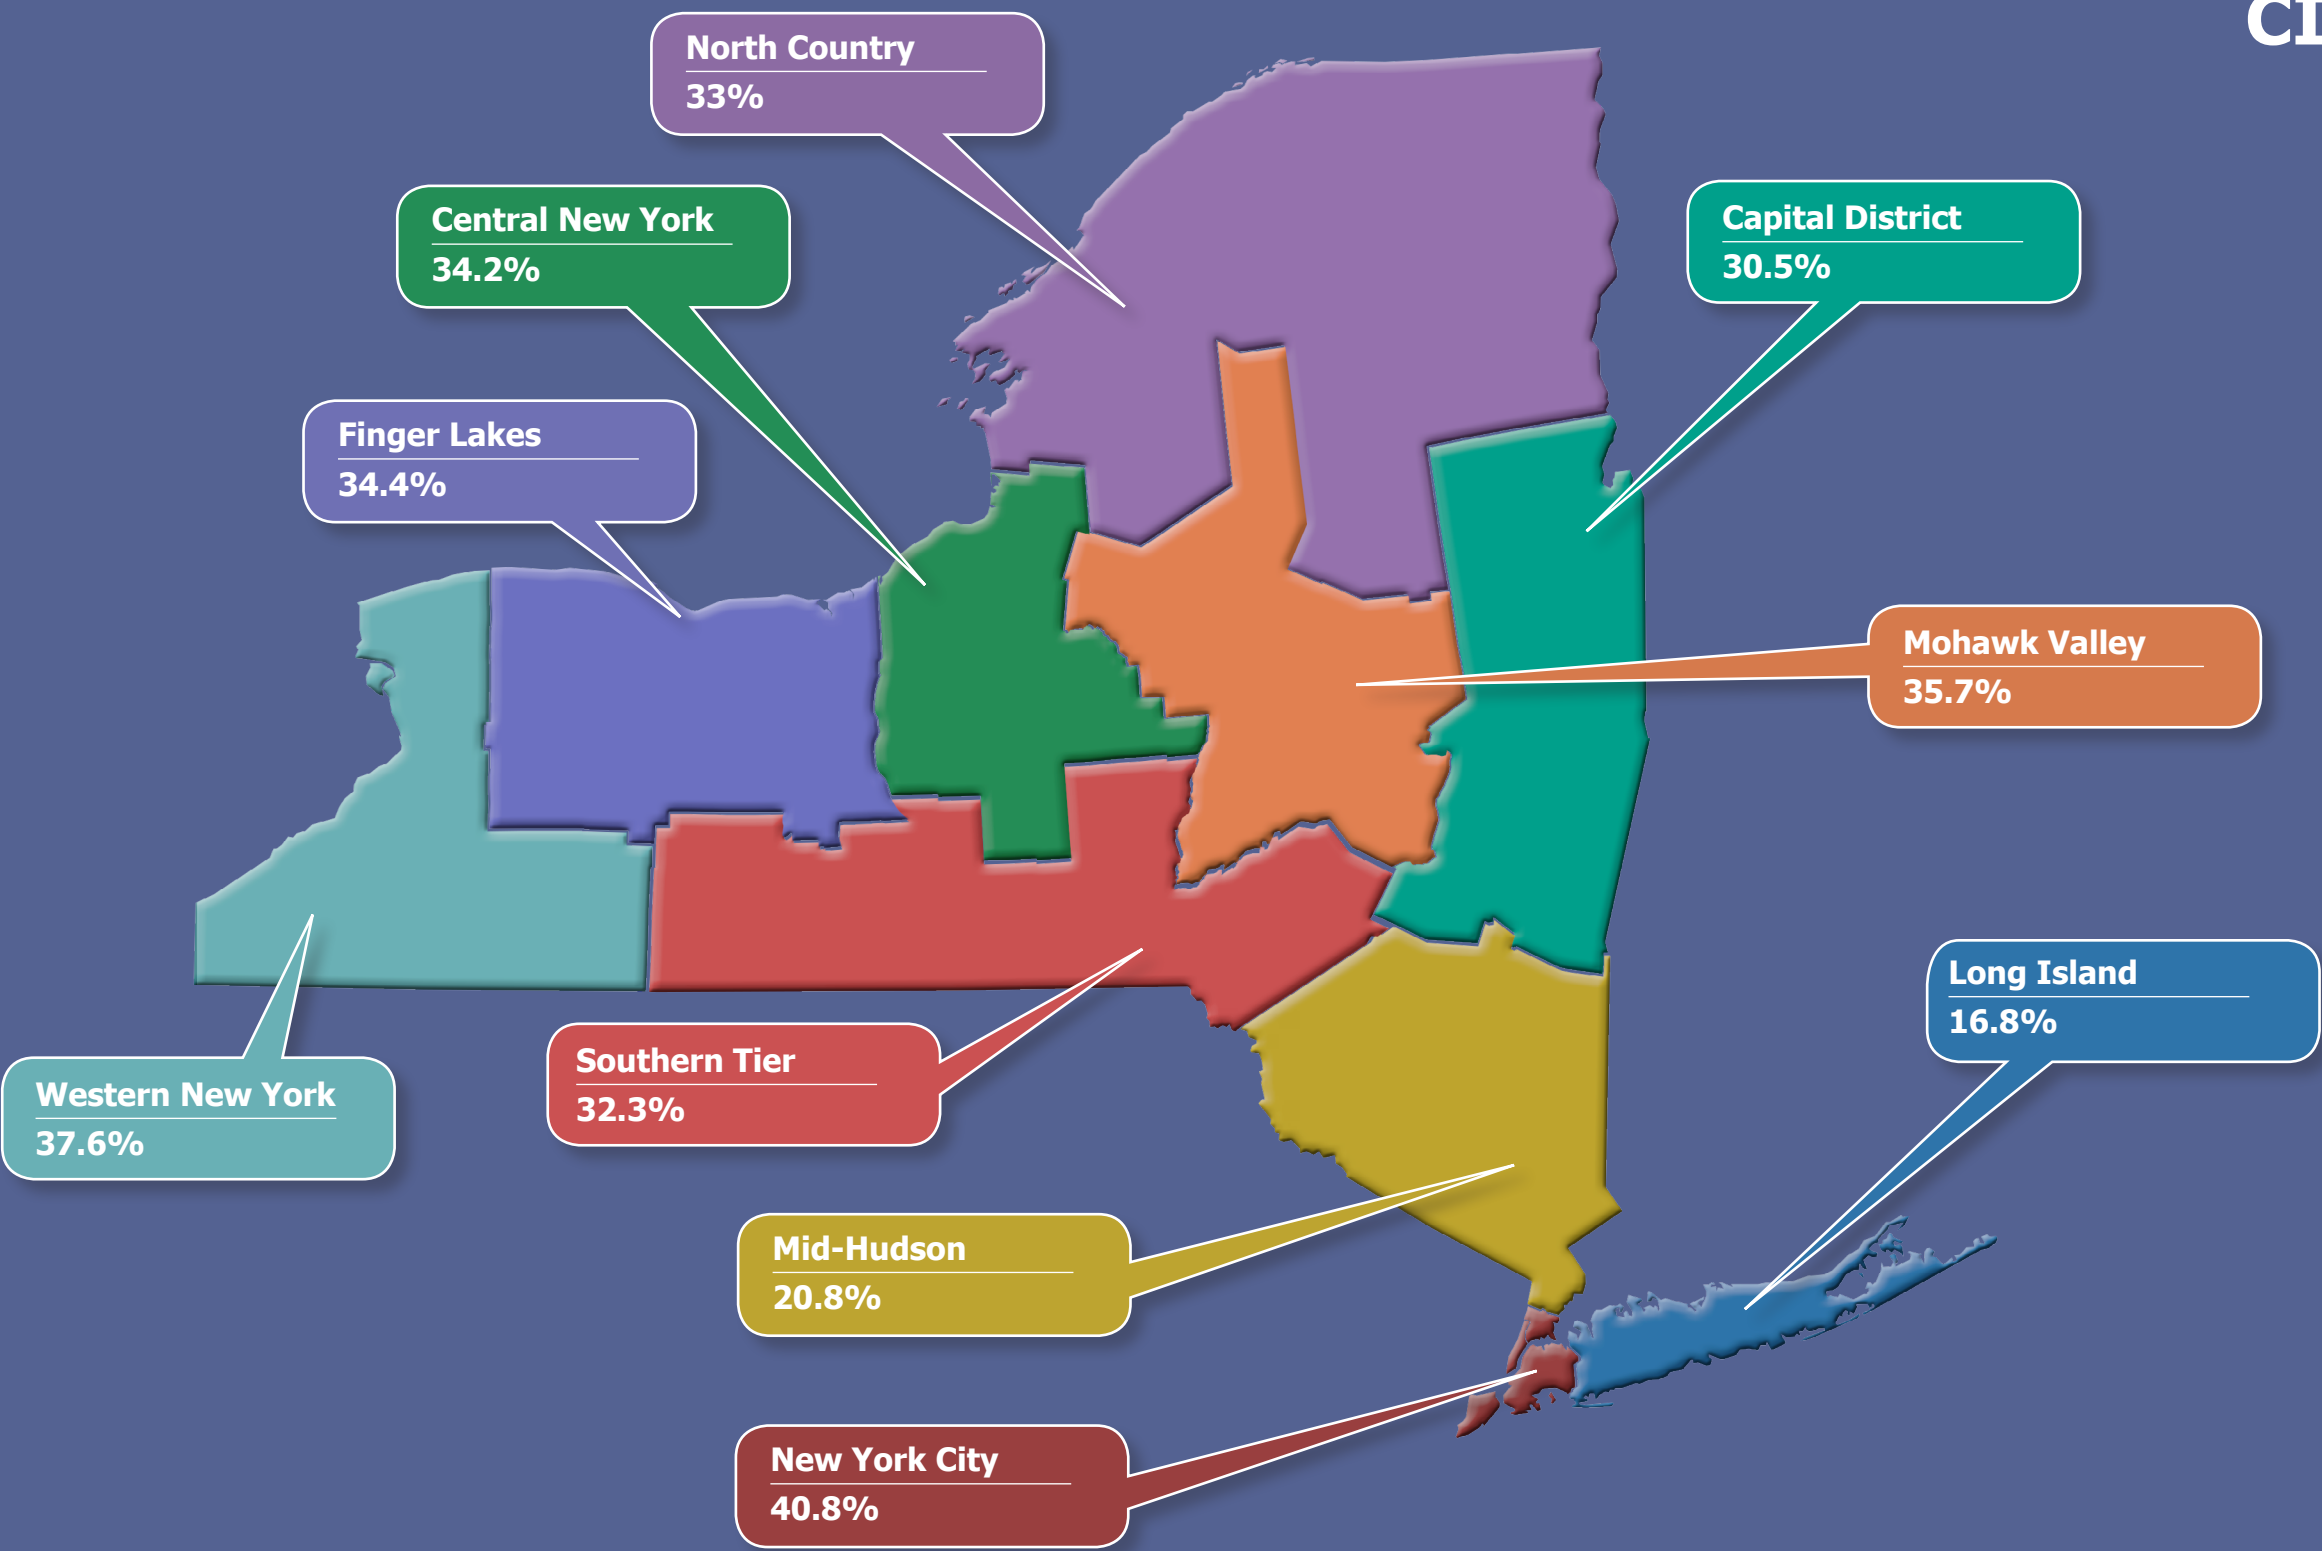 North Country
33%
Central New York
34.2%
Capital District
30.5%
Finger Lakes
34.4%
Mohawk Valley
35.7%
Long Island
16.8%
Western New York
37.6%
Southern Tier
32.3%
Mid-Hudson
20.8%
New York City
40.8%